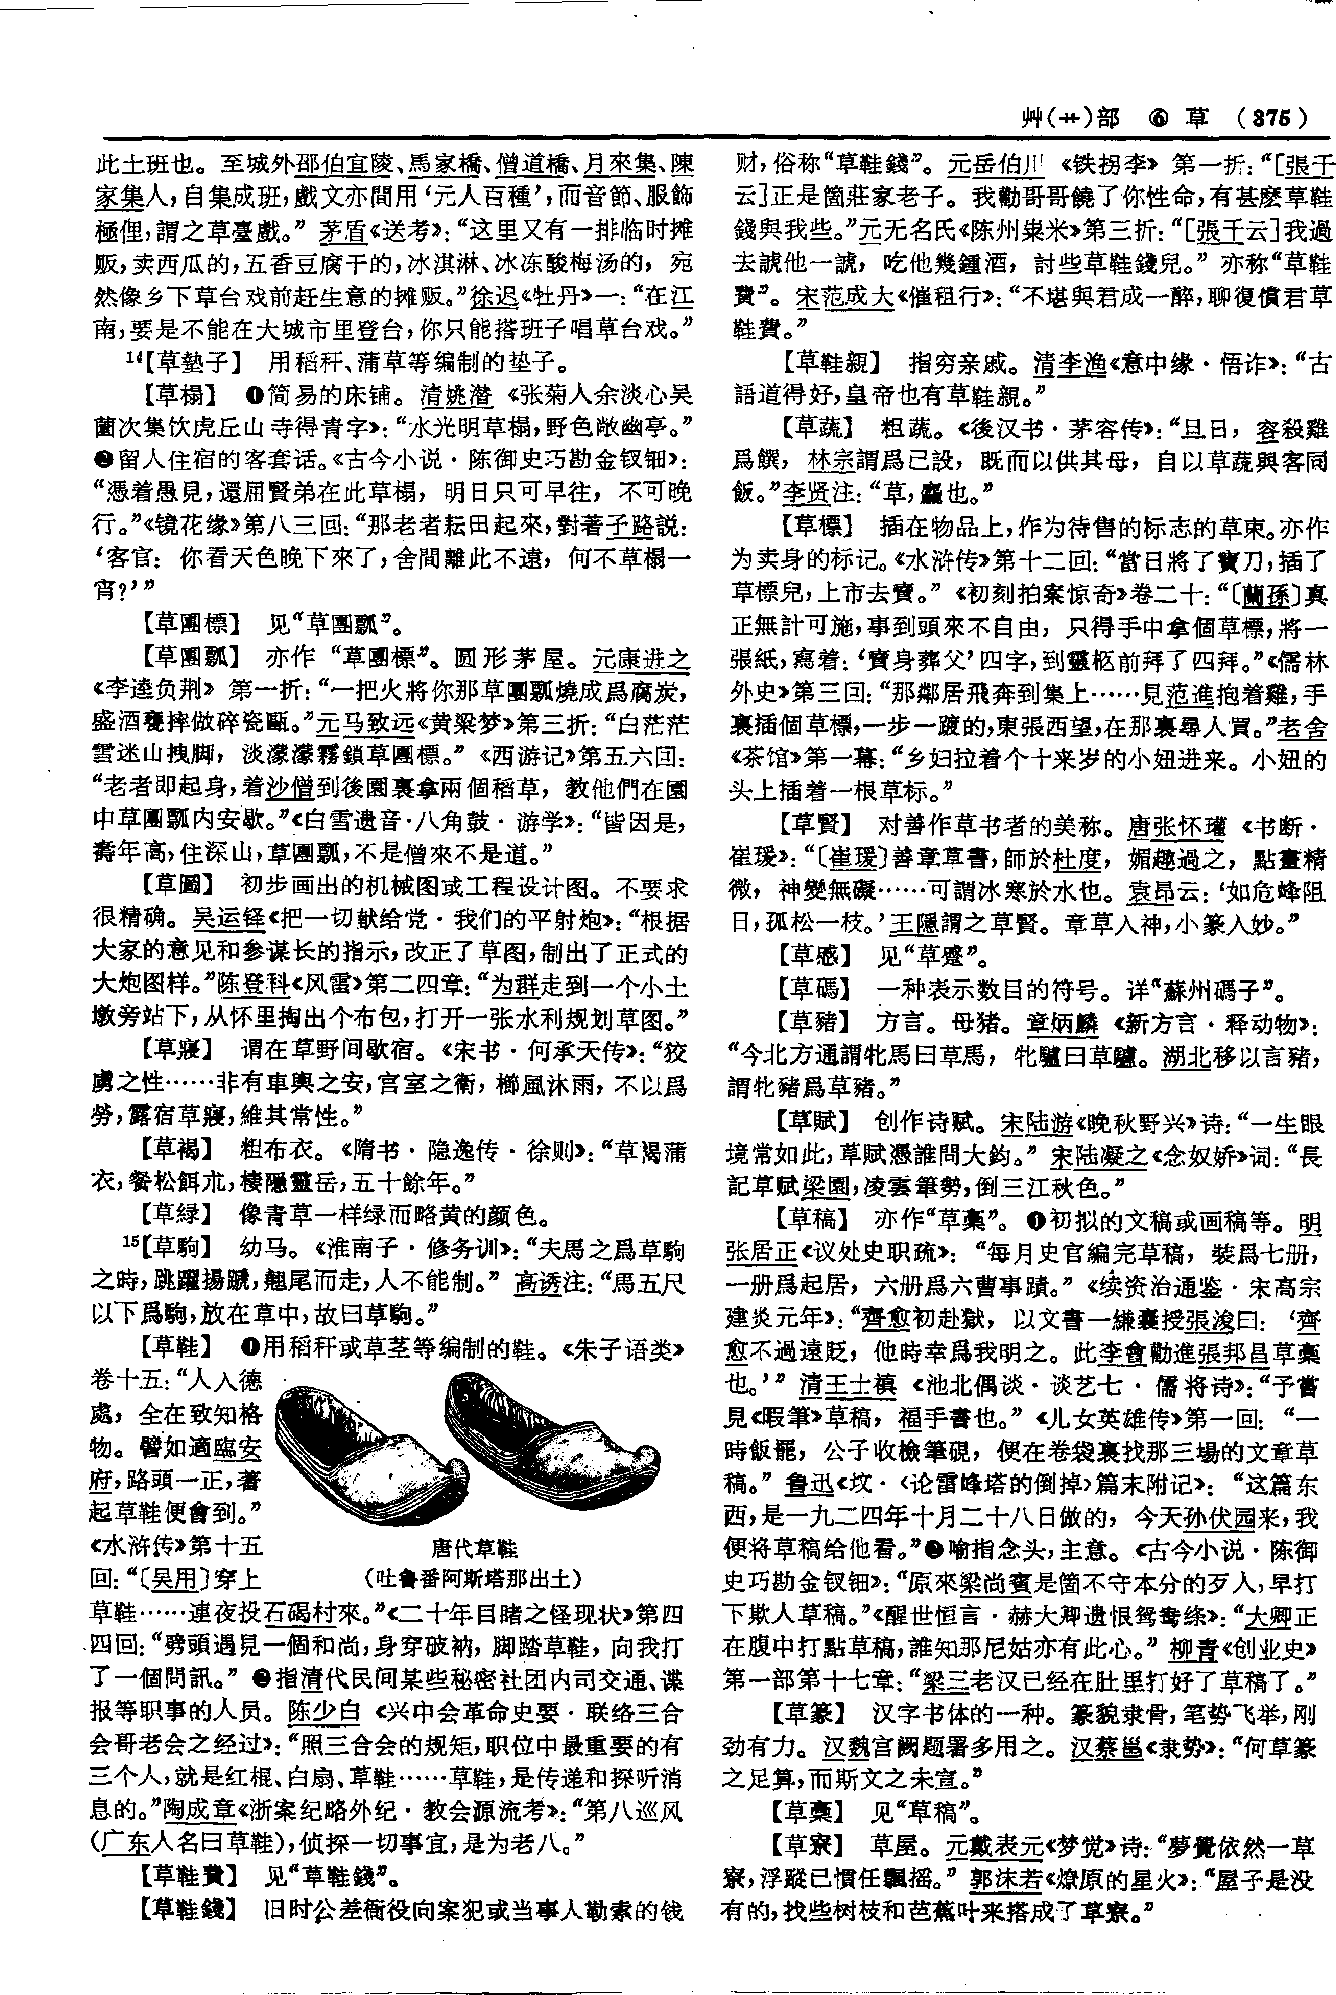 艸(艹)部 ⑥ 草 (375)
此土班也。至城外邵伯宜陵、馬家橋、僧道橋、月來集、陳
家集人,自集成班,戲文亦間用‘元人百種’,而音節、服飾
極俚,謂之草臺戲。” 茅盾《送考》:“这里又有一排临时摊
贩,卖西瓜的,五香豆腐干的,冰淇淋、冰冻酸梅汤的, 宛
然像乡下草台戏前赶生意的摊贩。”徐迟《牡丹》一:“在江
南,要是不能在大城市里登台,你只能搭班子唱草台戏。”
14【草墊子】 用稻秆、蒲草等编制的垫子。
【草榻】 ❶简易的床铺。清姚潜《张菊人余淡心吴
薗次集饮虎丘山寺得青字》:“水光明草榻,野色敞幽亭。”
❷留人住宿的客套话。《古今小说·陈御史巧勘金钗钿》:
“憑着愚見,還屈賢弟在此草榻, 明日只可早往, 不可晚
行。”《镜花缘》第八三回:“那老者耘田起來,對著子路説:
‘客官: 你看天色晚下來了,舍間離此不遠, 何不草榻一
宵?’”
【草團標】 见“草團瓢”。
【草團瓢】 亦作“草團標”。圆形茅屋。元康进之
《李逵负荆》第一折:“一把火將你那草團瓢燒成爲腐炭,
盛酒甕摔做碎瓷甌。”元马致远《黄粱梦》第三折:“白茫茫
雪迷山拽脚, 淡濛濛霧鎖草團標。”《西游记》第五六回:
“老者即起身,着沙僧到後園裏拿兩個稻草, 教他們在園
中草團瓢内安歇。”《白雪遗音·八角鼓·游学》:“皆因是,
壽年高,住深山,草團瓢,不是僧來不是道。”
【草圖】 初步画出的机械图或工程设计图。不要求
很精确。吴运铎《把一切献给党·我们的平射炮》:“根据
大家的意见和参谋长的指示,改正了草图,制出了正式的
大炮图样。”陈登科《风雷》第二四章:“为群走到一个小土
墩旁站下,从怀里掏出个布包,打开一张水利规划草图。”
【草寢】 谓在草野间歇宿。《宋书·何承天传》:“狡
虜之性……非有車輿之安,宫室之衛, 櫛風沐雨, 不以爲
勞,露宿草寢,維其常性。”
【草褐】 粗布衣。《隋书·隐逸传·徐则》:“草褐蒲
衣,餐松餌朮,棲隱靈岳,五十餘年。”
【草緑】 像青草一样绿而略黄的颜色。
15【草駒】 幼马。《淮南子·修务训》:“夫馬之爲草駒
之時,跳躍揚蹏,翹尾而走,人不能制。” 高诱注:“馬五尺
以下爲駒,放在草中,故曰草駒。”
【草鞋】 ❶用稻秆或草茎等编制的鞋。《朱子语类》
卷十五:“人入德
處, 全在致知格
物。譬如適臨安
府,路頭一正,著
起草鞋便會到。”
《水浒传》第十五
回:“〔吴用〕穿上
唐代草鞋
(吐鲁番阿斯塔那出土)
草鞋……連夜投石碣村來。”《二十年目睹之怪现状》第四
四回:“劈頭遇見一個和尚,身穿破衲, 脚踏草鞋, 向我打
了一個問訊。” ❷指清代民间某些秘密社团内司交通、谍
报等职事的人员。陈少白《兴中会革命史要·联络三合
会哥老会之经过》:“照三合会的规矩,职位中最重要的有
三个人,就是红棍、白扇、草鞋……草鞋,是传递和探听消
息的。”陶成章《浙案纪略外纪·教会源流考》:“第八巡风
(广东人名曰草鞋),侦探一切事宜,是为老八。”
【草鞋費】 见“草鞋錢”。
【草鞋錢】 旧时公差衙役向案犯或当事人勒索的钱
财,俗称“草鞋錢”。元岳伯川《铁拐李》第一折:“[張千
云]正是箇莊家老子。我勸哥哥饒了你性命,有甚麽草鞋
錢與我些。”元无名氏《陈州粜米》第三折:“[張千云]我過
去諕他一諕, 吃他幾鍾酒, 討些草鞋錢兒。” 亦称“草鞋
費”。宋范成大《催租行》:“不堪與君成一醉,聊復償君草
鞋費。”
【草鞋親】 指穷亲戚。清李渔《意中缘·悟诈》:“古
語道得好,皇帝也有草鞋親。”
【草蔬】 粗蔬。《後汉书·茅容传》:“旦日, 容殺雞
爲饌, 林宗謂爲己設, 既而以供其母, 自以草蔬與客同
飯。”李贤注:“草,麤也。”
【草標】 插在物品上,作为待售的标志的草束。亦作
为卖身的标记。《水浒传》第十二回:“當日將了寶刀,插了
草標兒,上市去賣。”《初刻拍案惊奇》卷二十:“〔蘭孫〕真
正無計可施,事到頭來不自由, 只得手中拿個草標,將一
張紙,寫着:‘賣身葬父’四字,到靈柩前拜了四拜。”《儒林
外史》第三回:“那鄰居飛奔到集上……見范進抱着雞,手
裏插個草標,一步一踱的,東張西望,在那裏尋人買。”老舍
《茶馆》第一幕:“乡妇拉着个十来岁的小妞进来。小妞的
头上插着一根草标。”
【草賢】 对善作草书者的美称。唐张怀瓘《书断·
崔瑗》:“〔崔瑗〕善章草書,師於杜度, 媚趣過之, 點畫精
微, 神變無礙……可謂冰寒於水也。袁昂云:‘如危峰阻
日,孤松一枝。’王隱謂之草賢。章草入神,小篆入妙。”
【草慼】 见“草蹙”。
【草碼】 一种表示数目的符号。详“蘇州碼子”。
【草豬】 方言。母猪。章炳麟《新方言·释动物》:
“今北方通謂牝馬曰草馬, 牝驢曰草驢。湖北移以言豬,
謂牝豬爲草豬。”
【草賦】 创作诗赋。宋陆游《晚秋野兴》诗:“一生眼
境常如此,草賦憑誰問大鈞。” 宋陆凝之《念奴娇》词:“長
記草賦梁園,凌雲筆勢,倒三江秋色。”
【草稿】 亦作“草藁”。❶初拟的文稿或画稿等。明
张居正《议处史职疏》:“每月史官編完草稿, 裝爲七册,
一册爲起居, 六册爲六曹事蹟。”《续资治通鉴·宋高宗
建炎元年》:“齊愈初赴獄, 以文書一縑囊授張浚曰: ‘齊
愈不過遠貶, 他時幸爲我明之。此李會勸進張邦昌草藁
也。’” 清王士禛《池北偶谈·谈艺七·儒将诗》:“予嘗
見《暇筆》草稿, 福手書也。”《儿女英雄传》第一回: “一
時飯罷, 公子收檢筆硯, 便在卷袋裏找那三場的文章草
稿。” 鲁迅《坟·〈论雷峰塔的倒掉〉篇末附记》:“这篇东
西,是一九二四年十月二十八日做的, 今天孙伏园来,我
便将草稿给他看。”❷喻指念头,主意。《古今小说·陈御
史巧勘金钗钿》:“原來梁尚賓是箇不守本分的歹人,早打
下欺人草稿。”《醒世恒言·赫大卿遗恨鸳鸯绦》:“大卿正
在腹中打點草稿,誰知那尼姑亦有此心。” 柳青《创业史》
第一部第十七章:“梁三老汉已经在肚里打好了草稿了。”
【草篆】 汉字书体的一种。篆貌隶骨,笔势飞举,刚
劲有力。汉魏宫阙题署多用之。汉蔡邕《隶势》:“何草篆
之足算,而斯文之未宣。”
【草藁】 见“草稿”。
【草寮】 草屋。元戴表元《梦觉》诗:“夢覺依然一草
寮,浮蹤已慣任飄摇。” 郭沫若《燎原的星火》:“屋子是没
有的,找些树枝和芭蕉叶来搭成了草寮。”